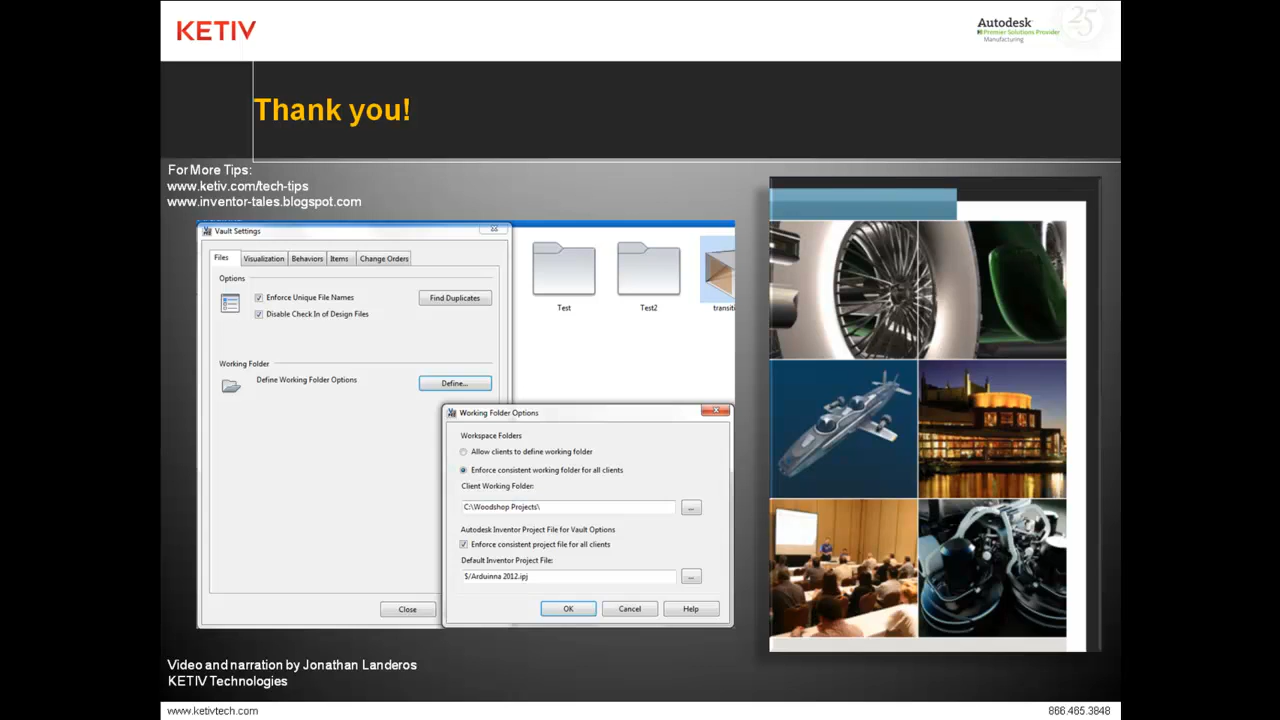 KETIV
Autodesk
Premier Solutions Provider
Manufacturing
25
Thank you!
For More Tips:
www.ketiv.com/tech-tips
www.inventor-tales.blogspot.com
Vault Settings
Files Visualization Behaviors Items Change Orders
Options
Enforce Unique File Names
Find Duplicates
Disable Check In of Design Files
Working Folder
Define Working Folder Options
Define...
Close
Test
Test2
transiti
Working Folder Options
Workspace Folders
Allow clients to define working folder
Enforce consistent working folder for all clients
Client Working Folder:
C:\Woodshop Projects\
...
Autodesk Inventor Project File for Vault Options
Enforce consistent project file for all clients
Default Inventor Project File:
$/Arduinna 2012.ipj
...
OK Cancel Help
Video and narration by Jonathan Landeros
KETIV Technologies
www.ketivtech.com
866.465.3848